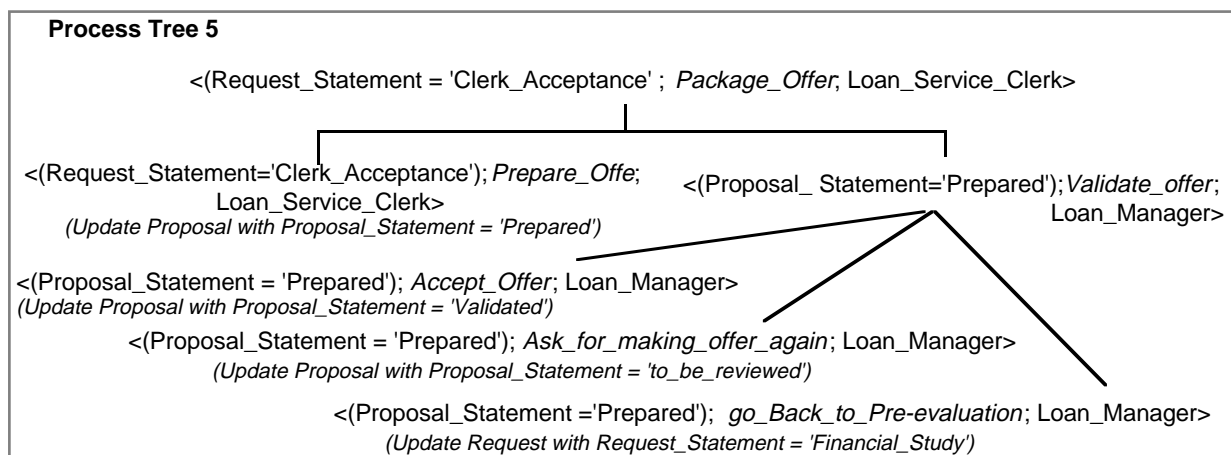 Process Tree 5
<(Request_Statement = 'Clerk_Acceptance' ; Package_Offer; Loan_Service_Clerk>
<(Request_Statement='Clerk_Acceptance'); Prepare_Offe;
Loan_Service_Clerk>
(Update Proposal with Proposal_Statement = 'Prepared')
<(Proposal_ Statement='Prepared');Validate_offer;
Loan_Manager>
<(Proposal_Statement = 'Prepared'); Accept_Offer; Loan_Manager>
(Update Proposal with Proposal_Statement = 'Validated')
<(Proposal_Statement = 'Prepared'); Ask_for_making_offer_again; Loan_Manager>
(Update Proposal with Proposal_Statement = 'to_be_reviewed')
<(Proposal_Statement ='Prepared'); go_Back_to_Pre-evaluation; Loan_Manager>
(Update Request with Request_Statement = 'Financial_Study')